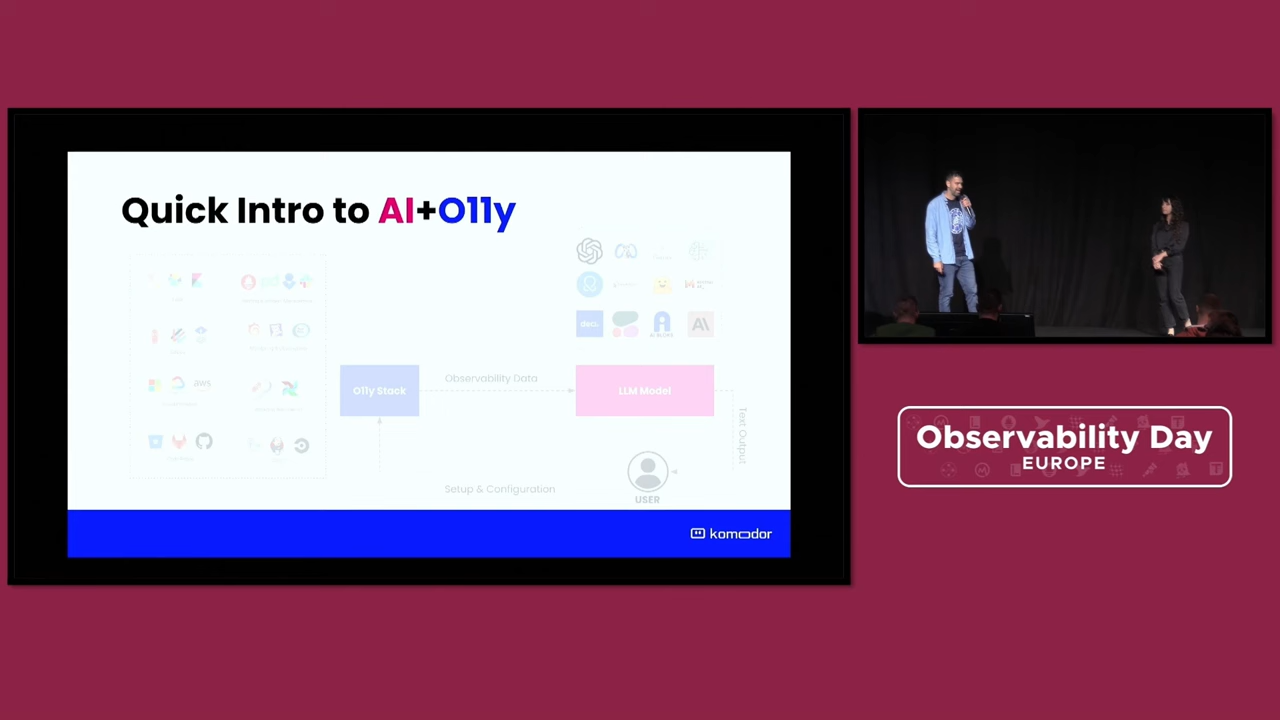 Quick Intro to AI+O11y
aws
O11y Stack
Observability Data
LLM Model
Text Output
Setup & Configuration
USER
komodor
Observability Day
EUROPE